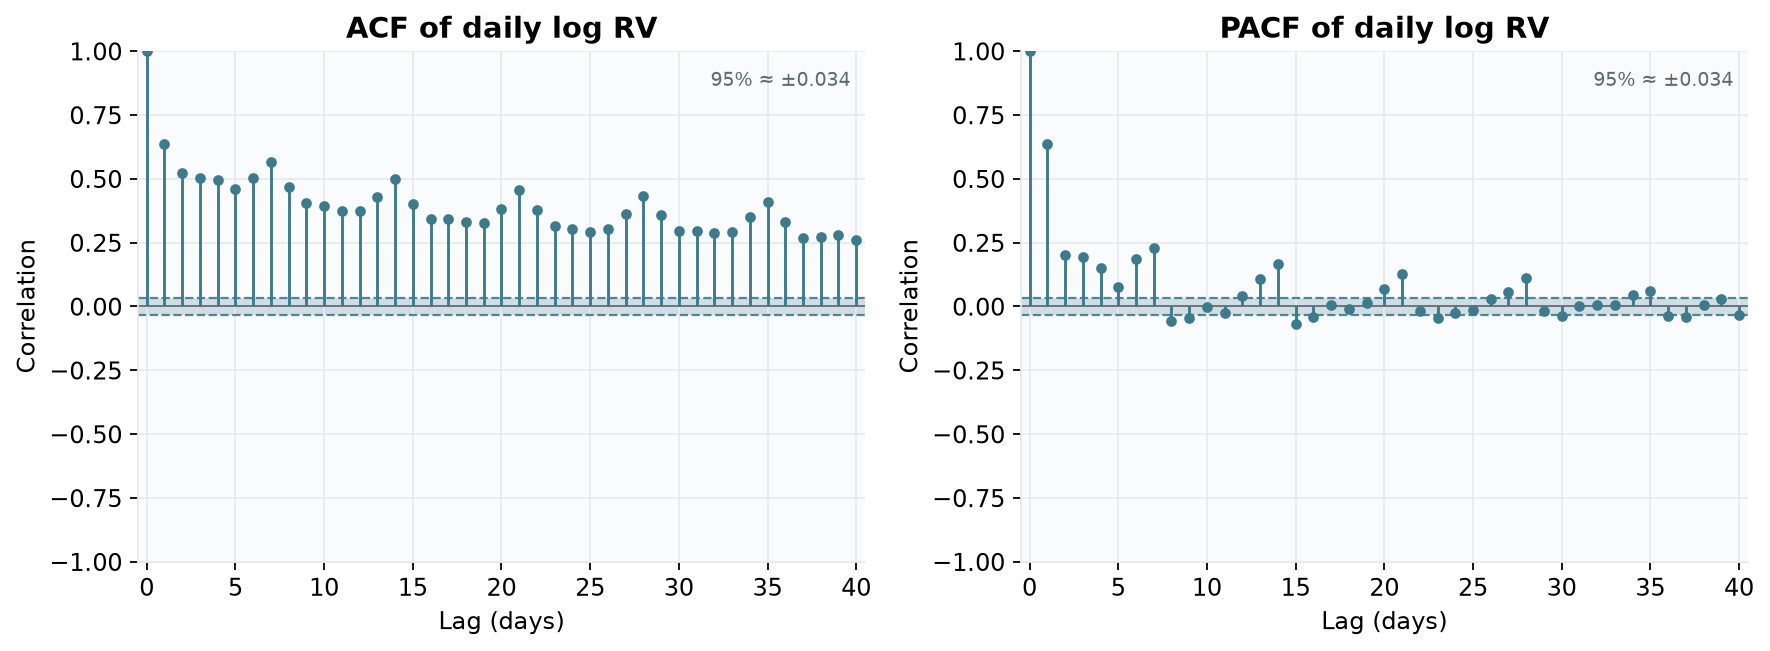 ACF of daily log RV
95% ≈ ±0.034
1.00
0.75
0.50
0.25
0.00
−0.25
−0.50
−0.75
−1.00
Correlation
0 5 10 15 20 25 30 35 40
Lag (days)
PACF of daily log RV
95% ≈ ±0.034
1.00
0.75
0.50
0.25
0.00
−0.25
−0.50
−0.75
−1.00
Correlation
0 5 10 15 20 25 30 35 40
Lag (days)